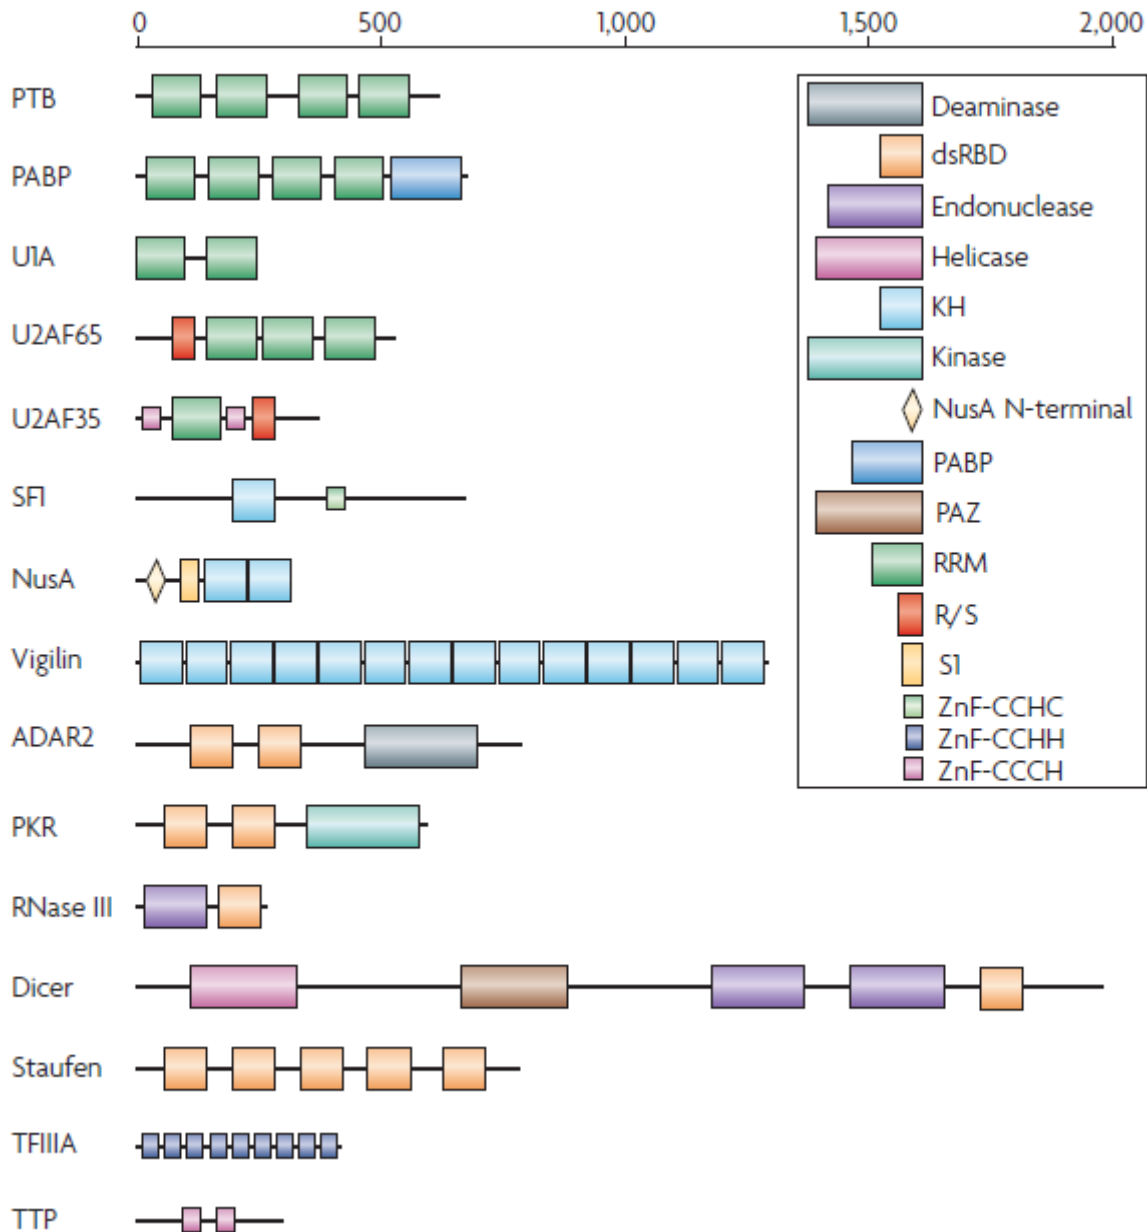 0 500 1,000 1,500 2,000
PTB
PABP
U1A
U2AF65
U2AF35
SF1
NusA
Vigilin
ADAR2
PKR
RNase III
Dicer
Staufen
TFIIIA
TTP
Deaminase
dsRBD
Endonuclease
Helicase
KH
Kinase
NusA N-terminal
PABP
PAZ
RRM
R/S
S1
ZnF-CCHC
ZnF-CCHH
ZnF-CCCH